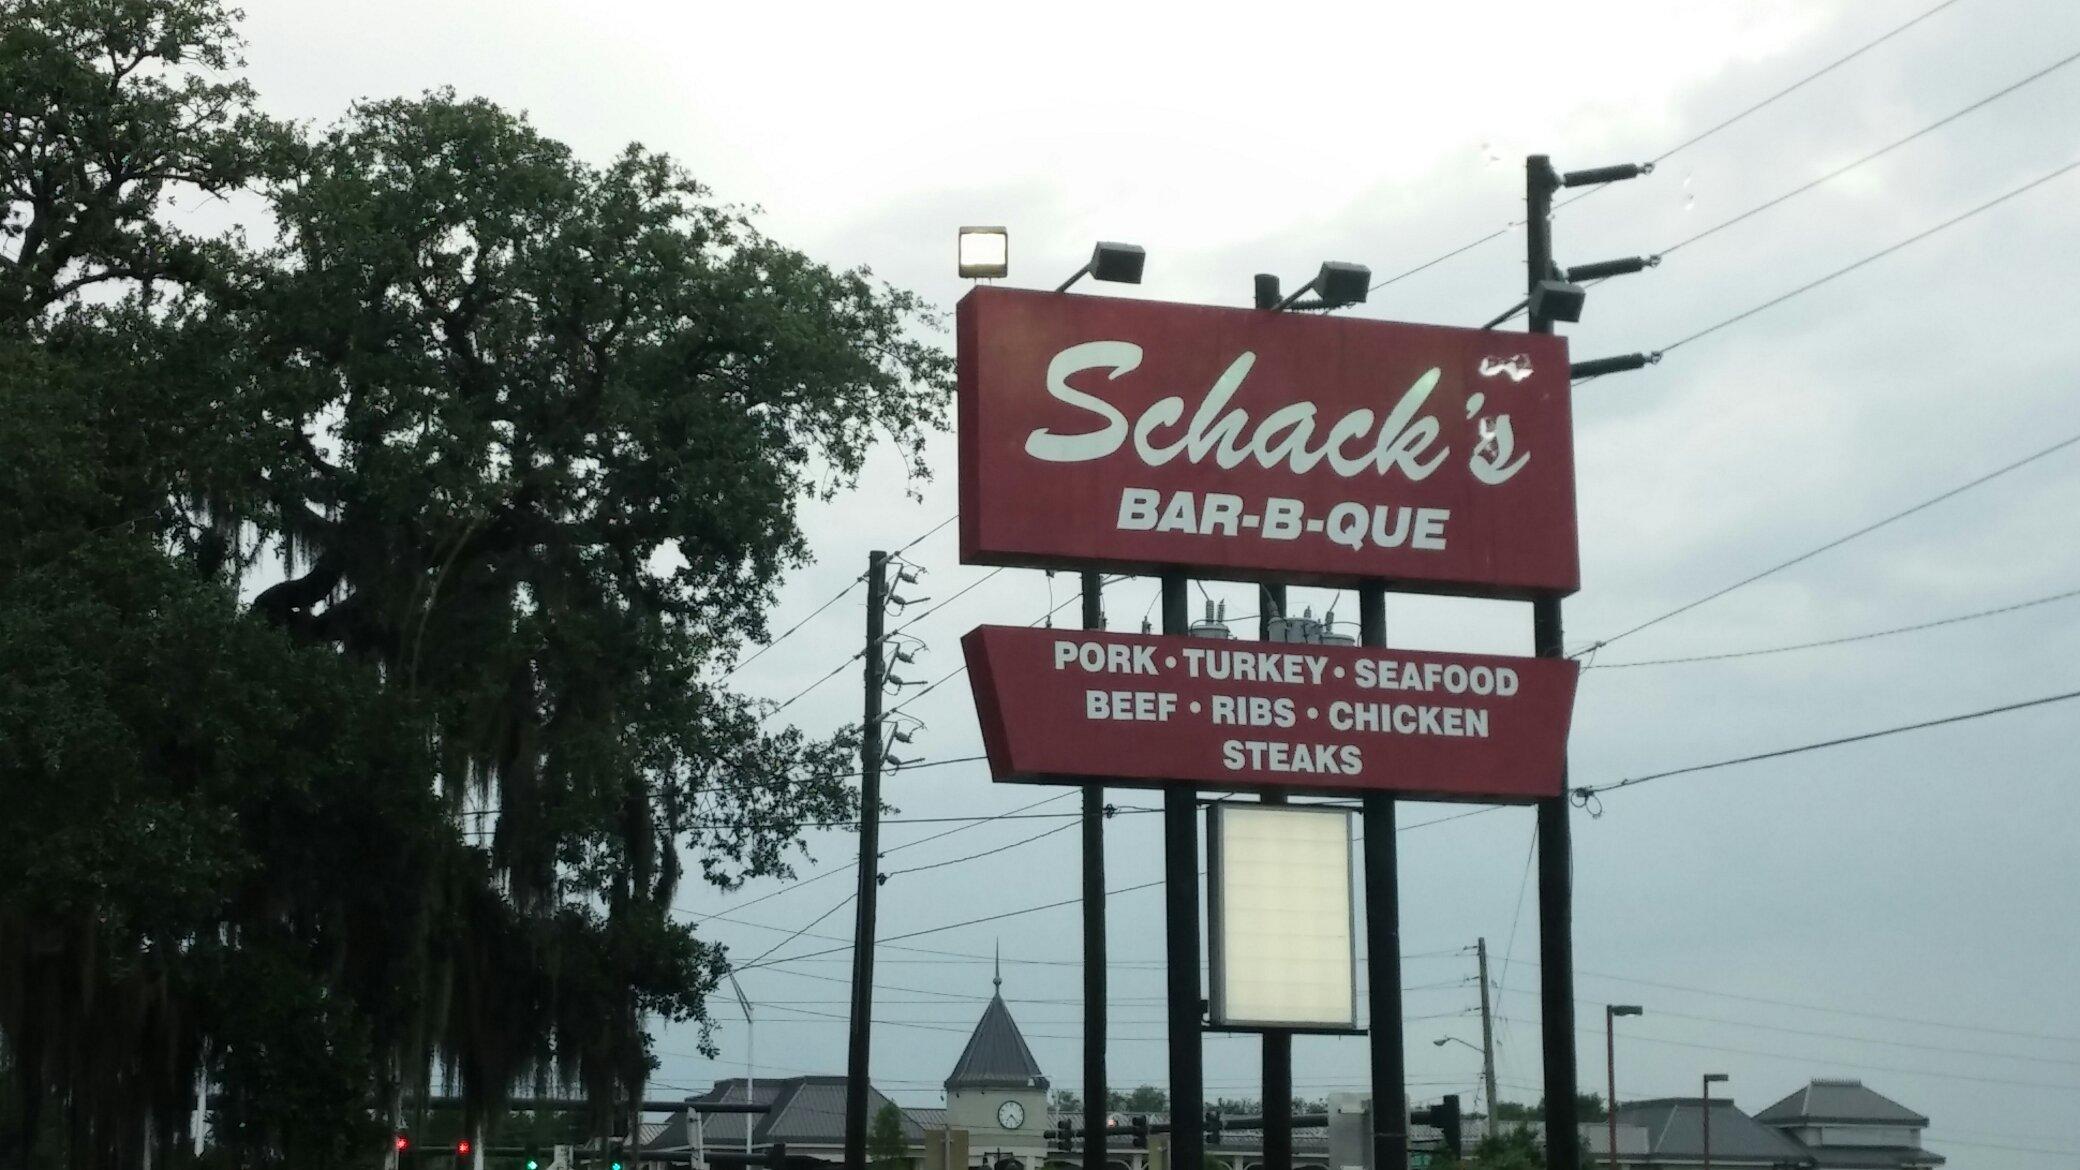 Schack's
BAR-B-QUE
PORK • TURKEY • SEAFOOD
BEEF • RIBS • CHICKEN
STEAKS